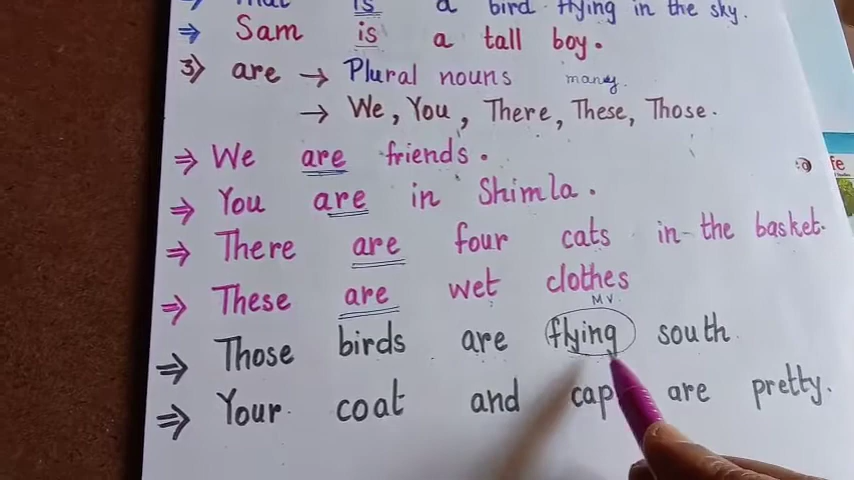 ⇒ That is a bird flying in the sky.
⇒ Sam is a tall boy.
3) are → Plural nouns many.
→ We, You, There, These, Those.
⇒ We are friends.
⇒ You are in Shimla.
⇒ There are four cats in the basket.
⇒ These are wet clothes
MV.
⇒ Those birds are flying south.
⇒ Your coat and cap are pretty.